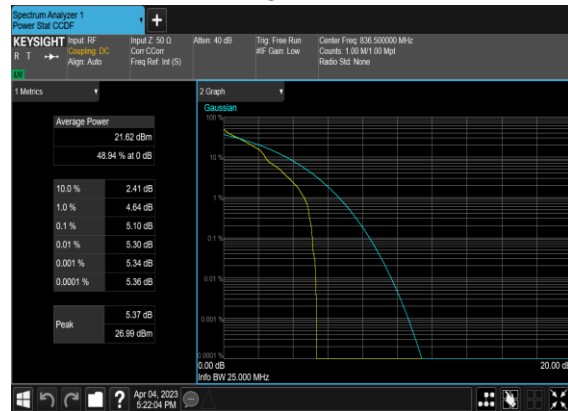 Spectrum Analyzer 1
Power Stat CCDF
+
KEYSIGHT
R T
LXI
Input: RF
Coupling: DC
Align: Auto
Input Z: 50 Ω
Corr CCorr
Freq Ref: Int (S)
Atten: 40 dB
Trig: Free Run
#IF Gain: Low
Center Freq: 836.500000 MHz
Counts: 1.00 M/1.00 Mpt
Radio Std: None
1 Metrics
Average Power
21.62 dBm
48.94 % at 0 dB
10.0 % 2.41 dB
1.0 % 4.64 dB
0.1 % 5.10 dB
0.01 % 5.30 dB
0.001 % 5.34 dB
0.0001 % 5.36 dB
Peak
5.37 dB
26.99 dBm
2 Graph
Gaussian
100 %
10 %
1 %
0.1 %
0.01 %
0.001 %
0.0001 %
0.00 dB 20.00 dB
Info BW 25.000 MHz
?
Apr 04, 2023
5:22:04 PM